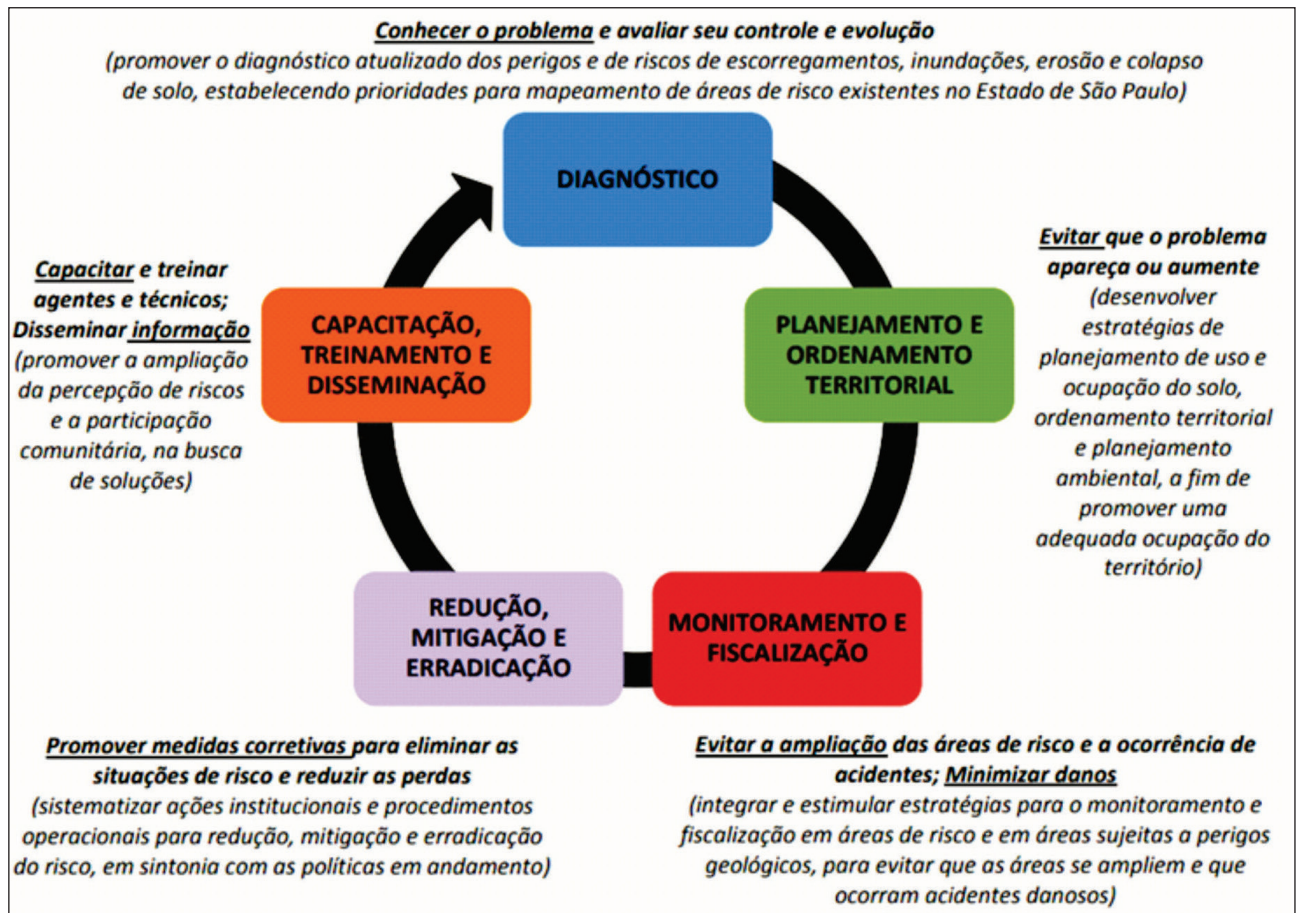 Conhecer o problema e avaliar seu controle e evolução
(promover o diagnóstico atualizado dos perigos e de riscos de escorregamentos, inundações, erosão e colapso
de solo, estabelecendo prioridades para mapeamento de áreas de risco existentes no Estado de São Paulo)
DIAGNÓSTICO
Evitar que o problema
apareça ou aumente
(desenvolver
estratégias de
planejamento de uso e
ocupação do solo,
ordenamento territorial
e planejamento
ambiental, a fim de
promover uma
adequada ocupação do
território)
PLANEJAMENTO E
ORDENAMENTO
TERRITORIAL
Capacitar e treinar
agentes e técnicos;
Disseminar informação
(promover a ampliação
da percepção de riscos
e a participação
comunitária, na busca
de soluções)
CAPACITAÇÃO,
TREINAMENTO E
DISSEMINAÇÃO
REDUÇÃO,
MITIGAÇÃO E
ERRADICAÇÃO
MONITORAMENTO E
FISCALIZAÇÃO
Promover medidas corretivas para eliminar as
situações de risco e reduzir as perdas
(sistematizar ações institucionais e procedimentos
operacionais para redução, mitigação e erradicação
do risco, em sintonia com as políticas em andamento)
Evitar a ampliação das áreas de risco e a ocorrência de
acidentes; Minimizar danos
(integrar e estimular estratégias para o monitoramento e
fiscalização em áreas de risco e em áreas sujeitas a perigos
geológicos, para evitar que as áreas se ampliem e que
ocorram acidentes danosos)